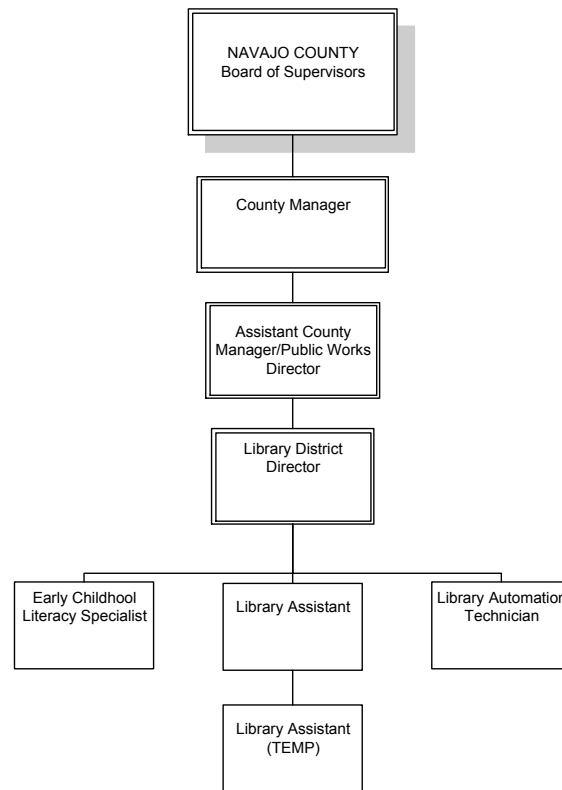 NAVAJO COUNTY
Board of Supervisors
County Manager
Assistant County
Manager/Public Works
Director
Library District
Director
Early Childhool
Literacy Specialist
Library Assistant
Library Automation
Technician
Library Assistant
(TEMP)